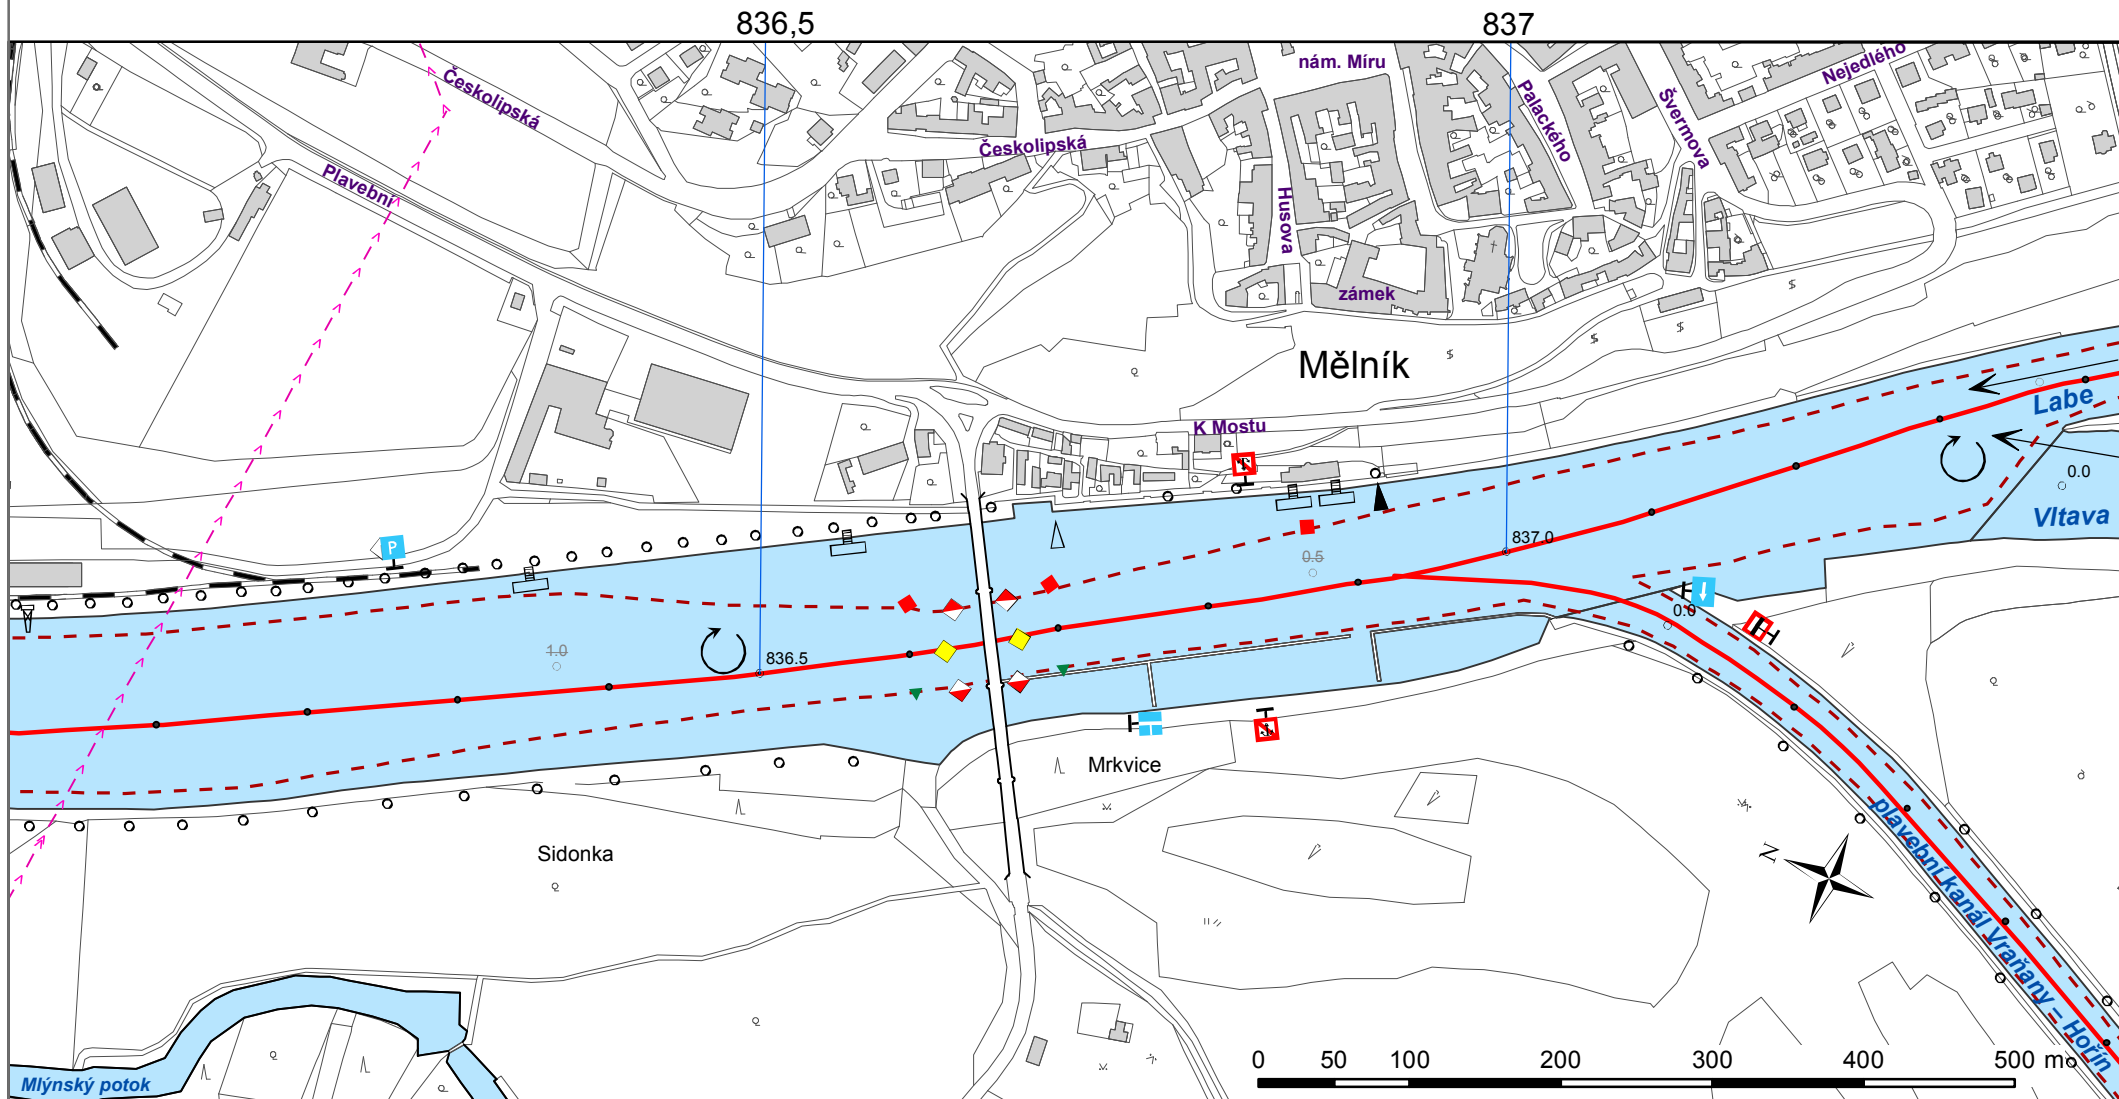 836,5
837
nám. Míru
Nejedlého
Českolipská
Palackého
Švermova
Českolipská
Plavební
Husova
zámek
Mělník
Labe
K Mostu
0.0
Vltava
837.0
P
0.5
0.0
1.0
836.5
Mrkvice
Sidonka
N
plavební kanál Vraňany – Hořín
0 50 100 200 300 400 500 m
Mlýnský potok